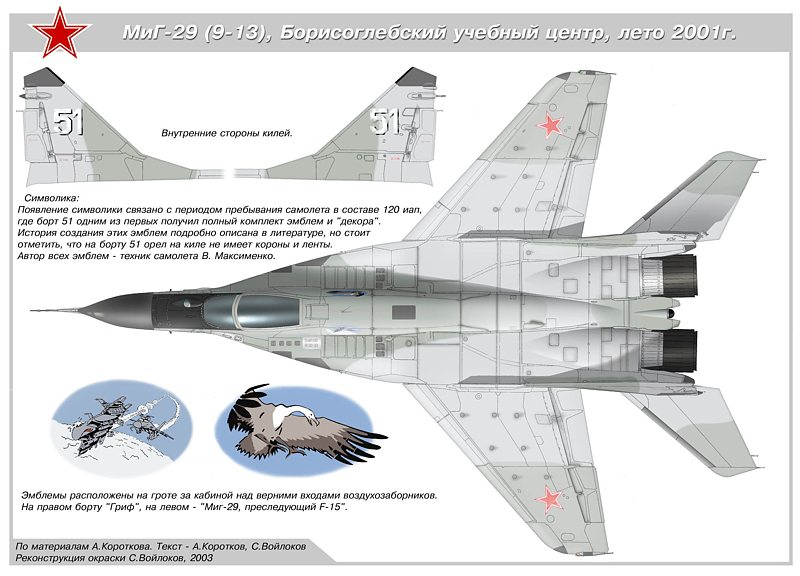 МиГ-29 (9-13), Борисоглебский учебный центр, лето 2001г.
51
51
Внутренние стороны килей.
Символика:
Появление символики связано с периодом пребывания самолета в составе 120 иап,
где борт 51 одним из первых получил полный комплект эмблем и "декора".
История создания этих эмблем подробно описана в литературе, но стоит
отметить, что на борту 51 орел на киле не имеет короны и ленты.
Автор всех эмблем - техник самолета В. Максименко.
Эмблемы расположены на гроте за кабиной над верними входами воздухозаборников.
На правом борту "Гриф", на левом - "Миг-29, преследующий F-15".
По материалам А.Короткова. Текст - А.Коротков, С.Войлоков
Реконструкция окраски С.Войлоков, 2003